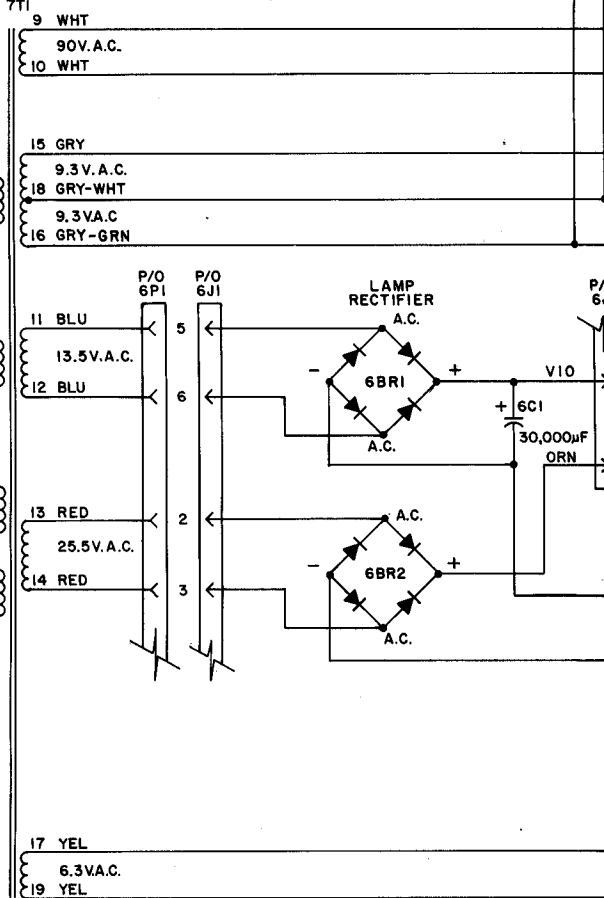 7T1
9 WHT
90V.A.C.
10 WHT
15 GRY
9.3V.A.C.
18 GRY-WHT
9.3V.A.C
16 GRY-GRN
P/O 6P1
P/O 6J1
LAMP RECTIFIER
11 BLU
5
A.C.
13.5V.A.C.
- 6BR1 +
VIO
12 BLU
6
+ 6C1
30,000µF
A.C.
ORN
13 RED
2
A.C.
25.5V.A.C.
- 6BR2 +
14 RED
3
A.C.
17 YEL
6.3V.A.C.
19 YEL